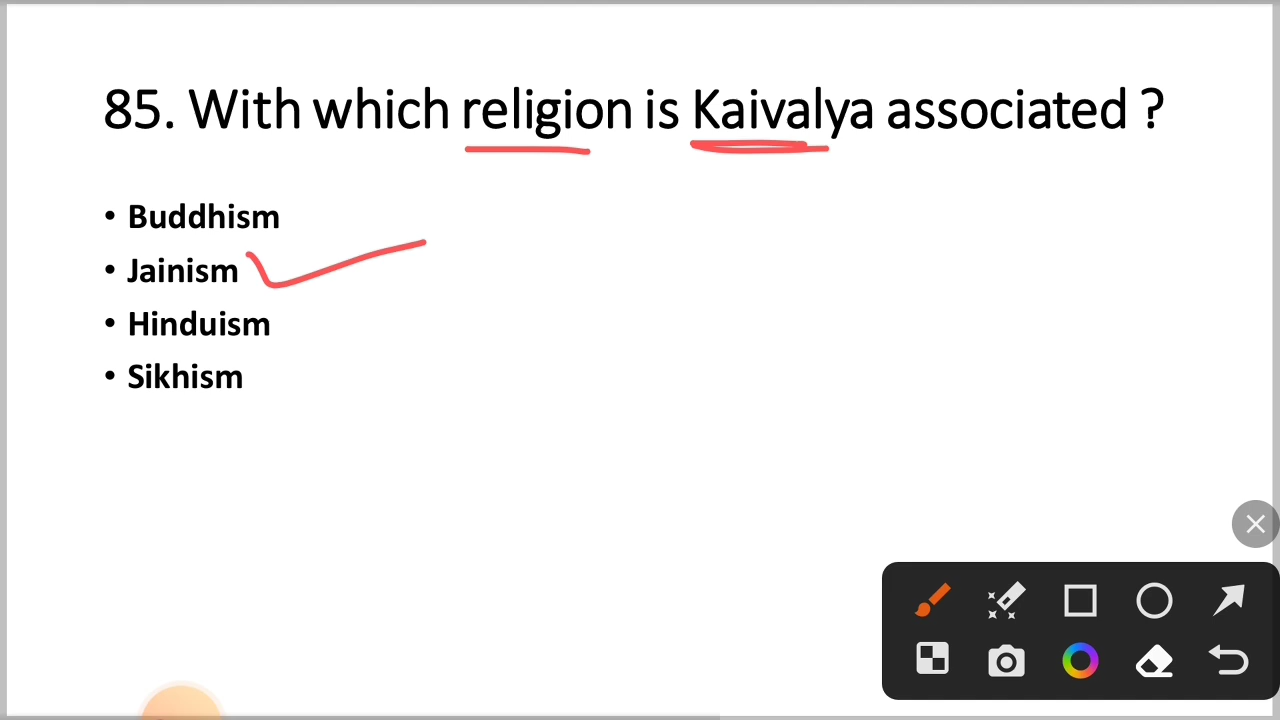 85. With which religion is Kaivalya associated ?
• Buddhism
• Jainism
• Hinduism
• Sikhism